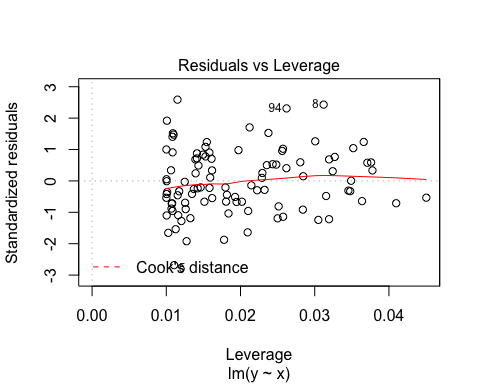 Residuals vs Leverage
Standardized residuals
3
2
1
0
-1
-2
-3
94
8
Cook's distance
0.00 0.01 0.02 0.03 0.04
Leverage
lm(y ~ x)